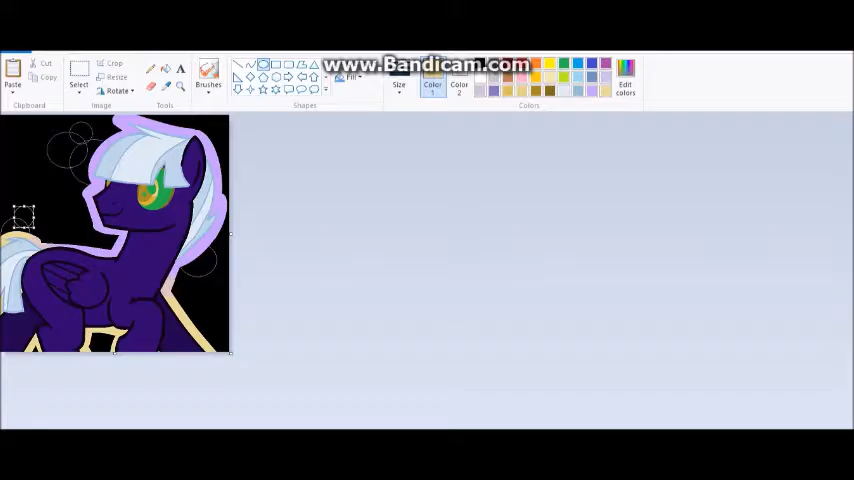 www.Bandicam.com
Cut
Crop
Copy
Resize
Paste
Select
Rotate
Brushes
Fill
Size
Color
1
Color
2
Edit
colors
Clipboard
Image
Tools
Shapes
Colors